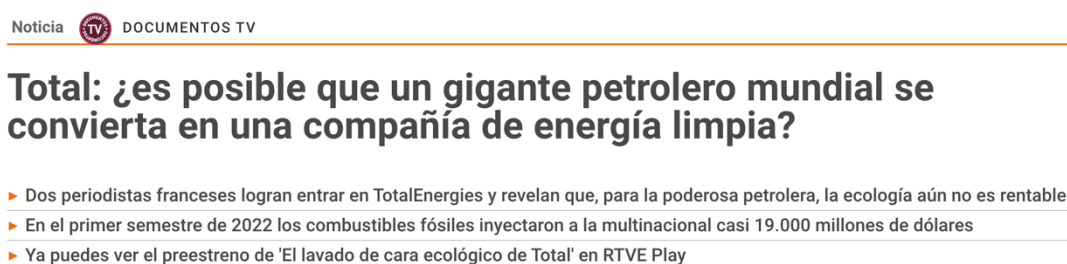 Noticia TV DOCUMENTOS TV
Total: ¿es posible que un gigante petrolero mundial se
convierta en una compañía de energía limpia?
► Dos periodistas franceses logran entrar en TotalEnergies y revelan que, para la poderosa petrolera, la ecología aún no es rentable
► En el primer semestre de 2022 los combustibles fósiles inyectaron a la multinacional casi 19.000 millones de dólares
► Ya puedes ver el preestreno de 'El lavado de cara ecológico de Total' en RTVE Play